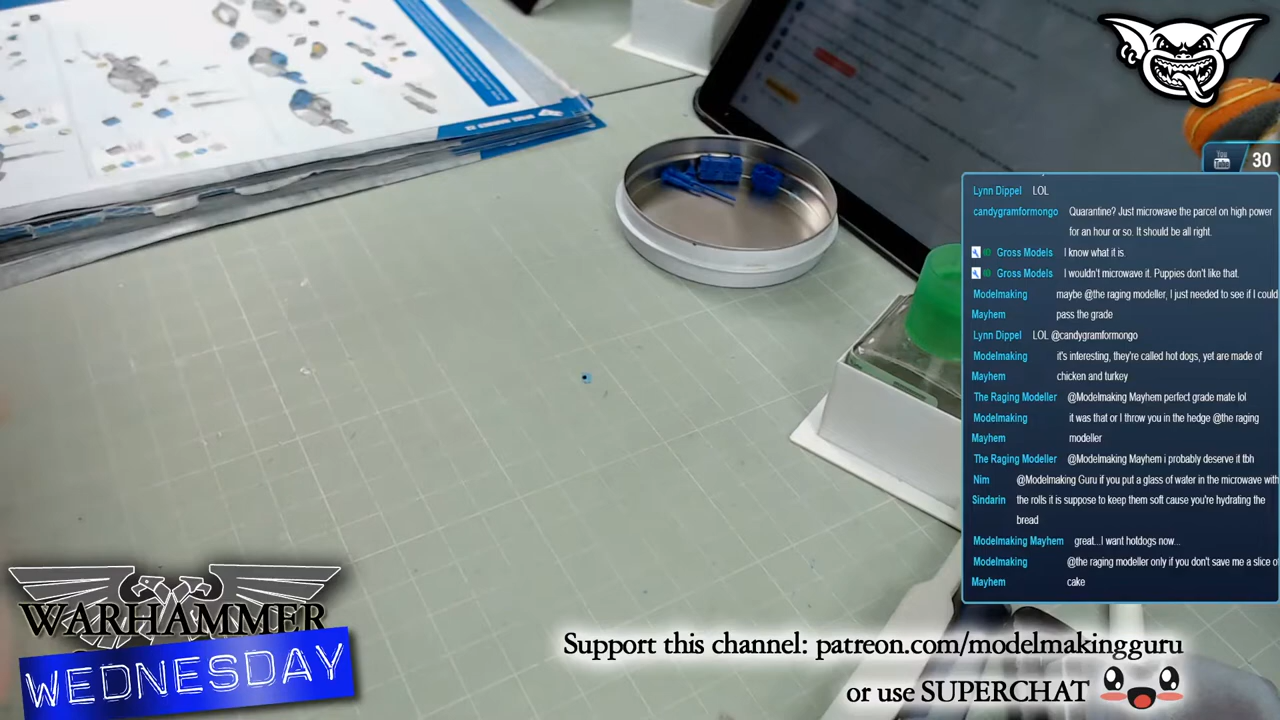 You
Tube
30
Lynn Dippel LOL
candygramformongo Quarantine? Just microwave the parcel on high power
for an hour or so. It should be all right.
Gross Models I know what it is.
Gross Models I wouldn't microwave it. Puppies don't like that.
Modelmaking maybe @the raging modeller, I just needed to see if I could
Mayhem pass the grade
Lynn Dippel LOL @candygramformongo
Modelmaking it's interesting, they're called hot dogs, yet are made of
Mayhem chicken and turkey
The Raging Modeller @Modelmaking Mayhem perfect grade mate lol
Modelmaking it was that or I throw you in the hedge @the raging
Mayhem modeller
The Raging Modeller @Modelmaking Mayhem i probably deserve it tbh
Nim @Modelmaking Guru if you put a glass of water in the microwave with
Sindarin the rolls it is suppose to keep them soft cause you're hydrating the
bread
Modelmaking Mayhem great...I want hotdogs now...
Modelmaking @the raging modeller only if you don't save me a slice of
Mayhem cake
WARHAMMER
WEDNESDAY
Support this channel: patreon.com/modelmakingguru
or use SUPERCHAT